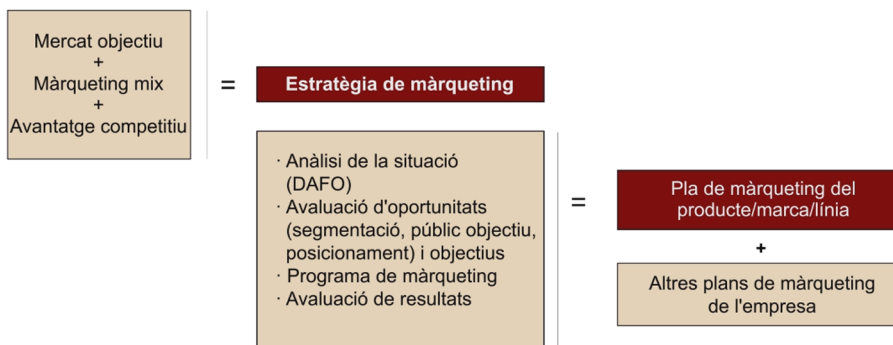 Mercat objectiu
+
Màrqueting mix
+
Avantatge competitiu
=
Estratègia de màrqueting
· Anàlisi de la situació
(DAFO)
· Avaluació d'oportunitats
(segmentació, públic objectiu,
posicionament) i objectius
· Programa de màrqueting
· Avaluació de resultats
=
Pla de màrqueting del
producte/marca/línia
+
Altres plans de màrqueting
de l'empresa